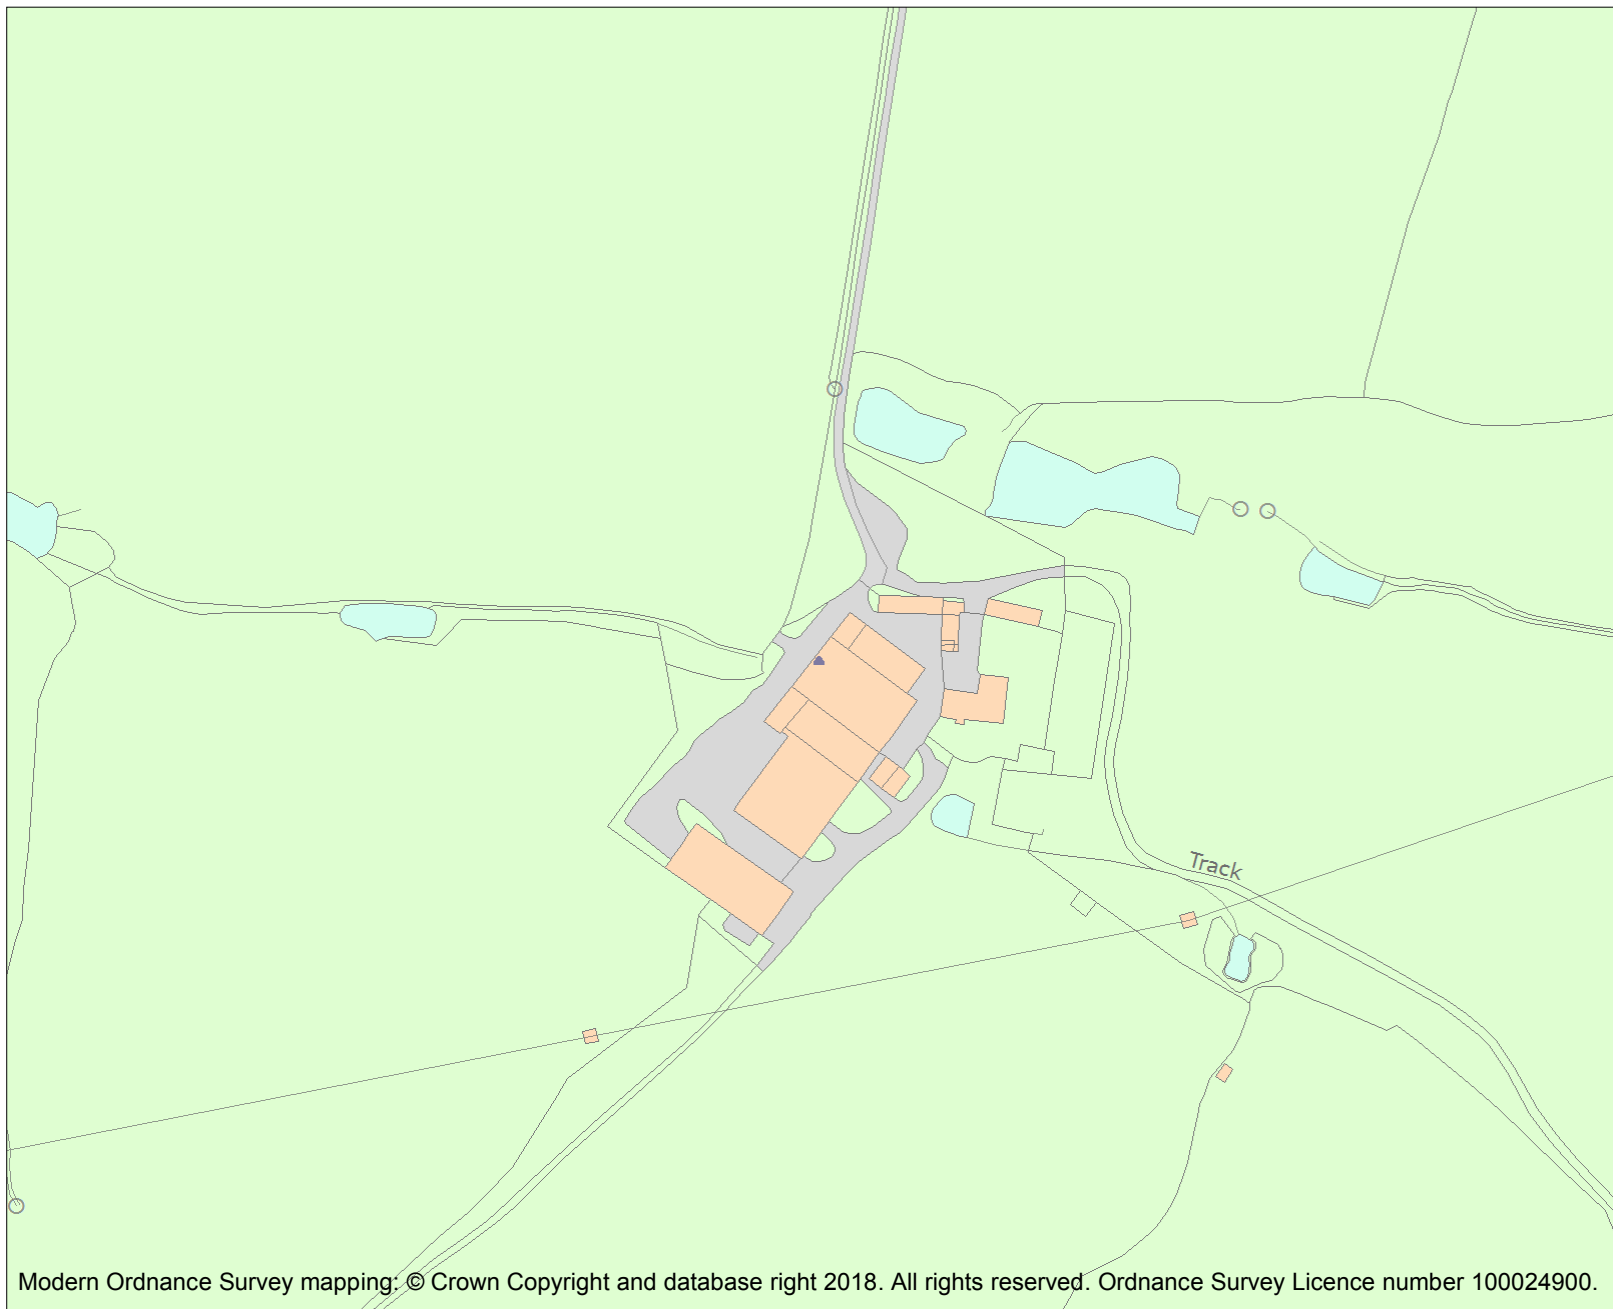 Track
Modern Ordnance Survey mapping: © Crown Copyright and database right 2018. All rights reserved. Ordnance Survey Licence number 100024900.